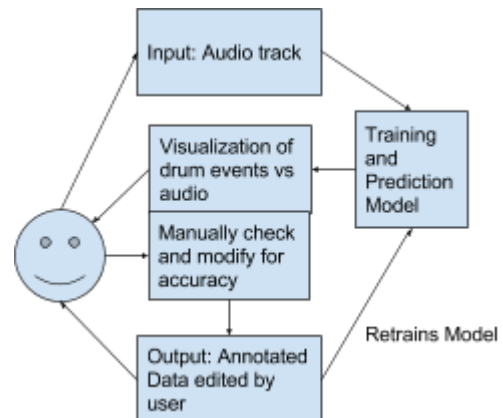 Input: Audio track
Visualization of
drum events vs
audio
Training
and
Prediction
Model
Manually check
and modify for
accuracy
Output: Annotated
Data edited by
user
Retrains Model